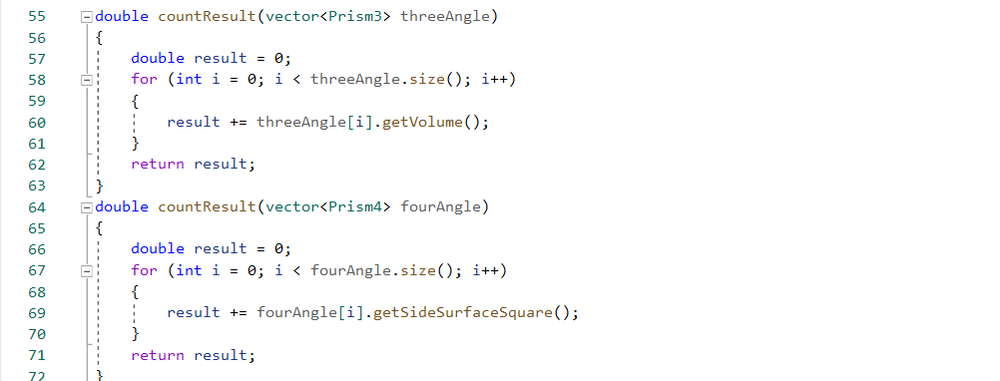 55 double countResult(vector<Prism3> threeAngle)
56 {
57 double result = 0;
58 for (int i = 0; i < threeAngle.size(); i++)
59 {
60 result += threeAngle[i].getVolume();
61 }
62 return result;
63 }
64 double countResult(vector<Prism4> fourAngle)
65 {
66 double result = 0;
67 for (int i = 0; i < fourAngle.size(); i++)
68 {
69 result += fourAngle[i].getSideSurfaceSquare();
70 }
71 return result;
72 }